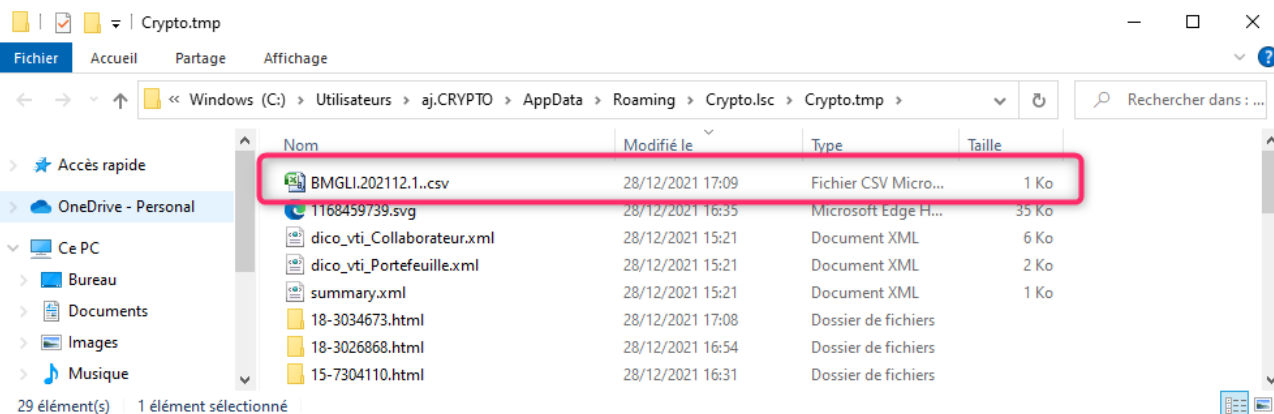 Crypto.tmp
Fichier Accueil Partage Affichage ?
« Windows (C:) > Utilisateurs > aj.CRYPTO > AppData > Roaming > Crypto.lsc > Crypto.tmp > Rechercher dans : ...
Nom Modifié le Type Taille
Accès rapide
OneDrive - Personal
Ce PC
Bureau
Documents
Images
Musique
BMGLI.202112.1..csv 28/12/2021 17:09 Fichier CSV Micro... 1 Ko
1168459739.svg 28/12/2021 16:35 Microsoft Edge H... 35 Ko
dico_vti_Collaborateur.xml 28/12/2021 15:21 Document XML 6 Ko
dico_vti_Portefeuille.xml 28/12/2021 15:21 Document XML 2 Ko
summary.xml 28/12/2021 15:21 Document XML 1 Ko
18-3034673.html 28/12/2021 17:08 Dossier de fichiers
18-3026868.html 28/12/2021 16:54 Dossier de fichiers
15-7304110.html 28/12/2021 16:31 Dossier de fichiers
29 élément(s) 1 élément sélectionné